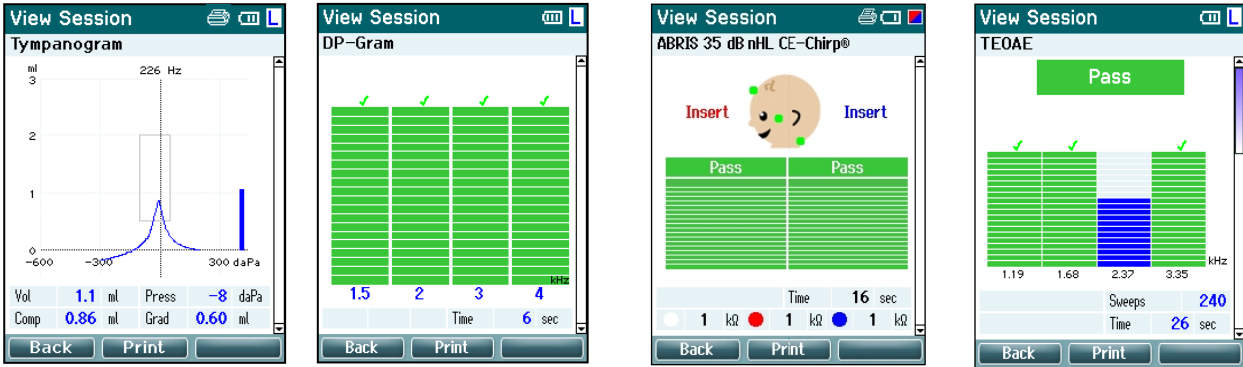 View Session L
Tympanogram
ml 226 Hz
3
2
1
0
-600 -300 300 daPa
Vol 1.1 ml Press -8 daPa
Comp 0.86 ml Grad 0.60 ml
Back Print
View Session L
DP-Gram
kHz
1.5 2 3 4
Time 6 sec
Back Print
View Session
ABRIS 35 dB nHL CE-Chirp®
Insert Insert
Pass Pass
Time 16 sec
1 kΩ 1 kΩ 1 kΩ
Back Print
View Session L
TEOAE
Pass
kHz
1.19 1.68 2.37 3.35
Sweeps 240
Time 26 sec
Back Print